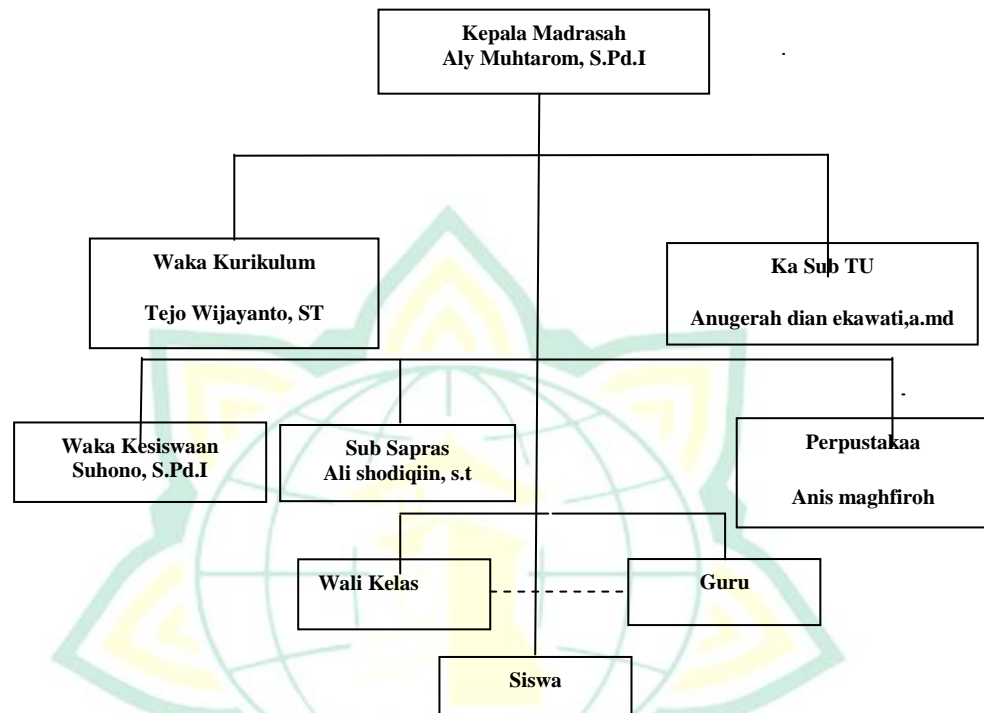 Kepala Madrasah
Aly Muhtarom, S.Pd.I
Waka Kurikulum
Tejo Wijayanto, ST
Ka Sub TU
Anugerah dian ekawati,a.md
Waka Kesiswaan
Suhono, S.Pd.I
Sub Sapras
Ali shodiqiin, s.t
Perpustakaa
Anis maghfiroh
Wali Kelas
Guru
Siswa